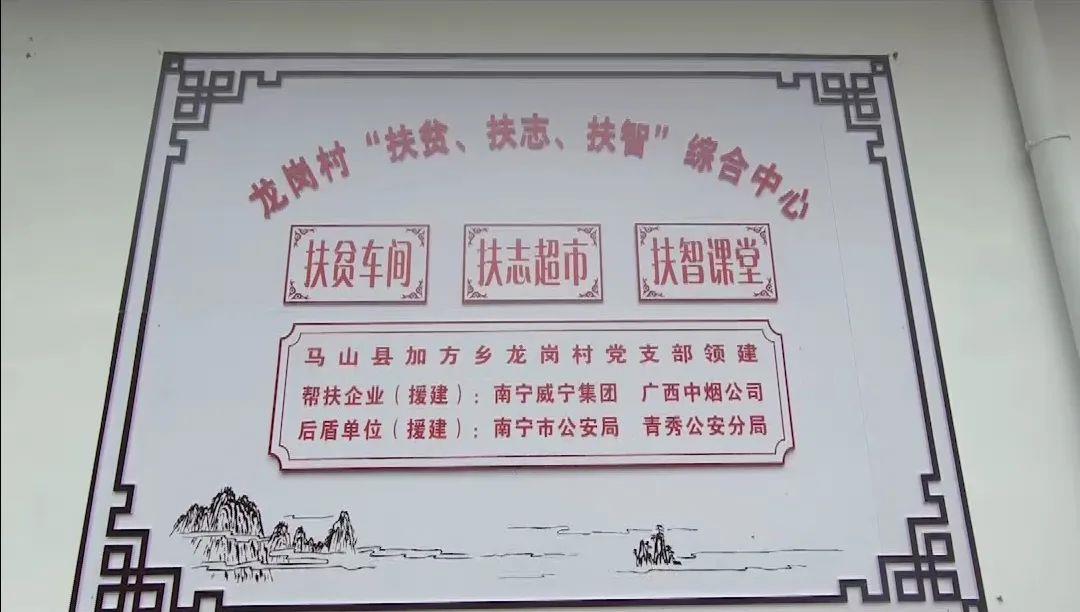 龙岗村“扶贫、扶志、扶智”综合中心
扶贫车间 扶志超市 扶智课堂
马山县加方乡龙岗村党支部领建
帮扶企业（援建）：南宁威宁集团 广西中烟公司
后盾单位（援建）：南宁市公安局 青秀公安分局